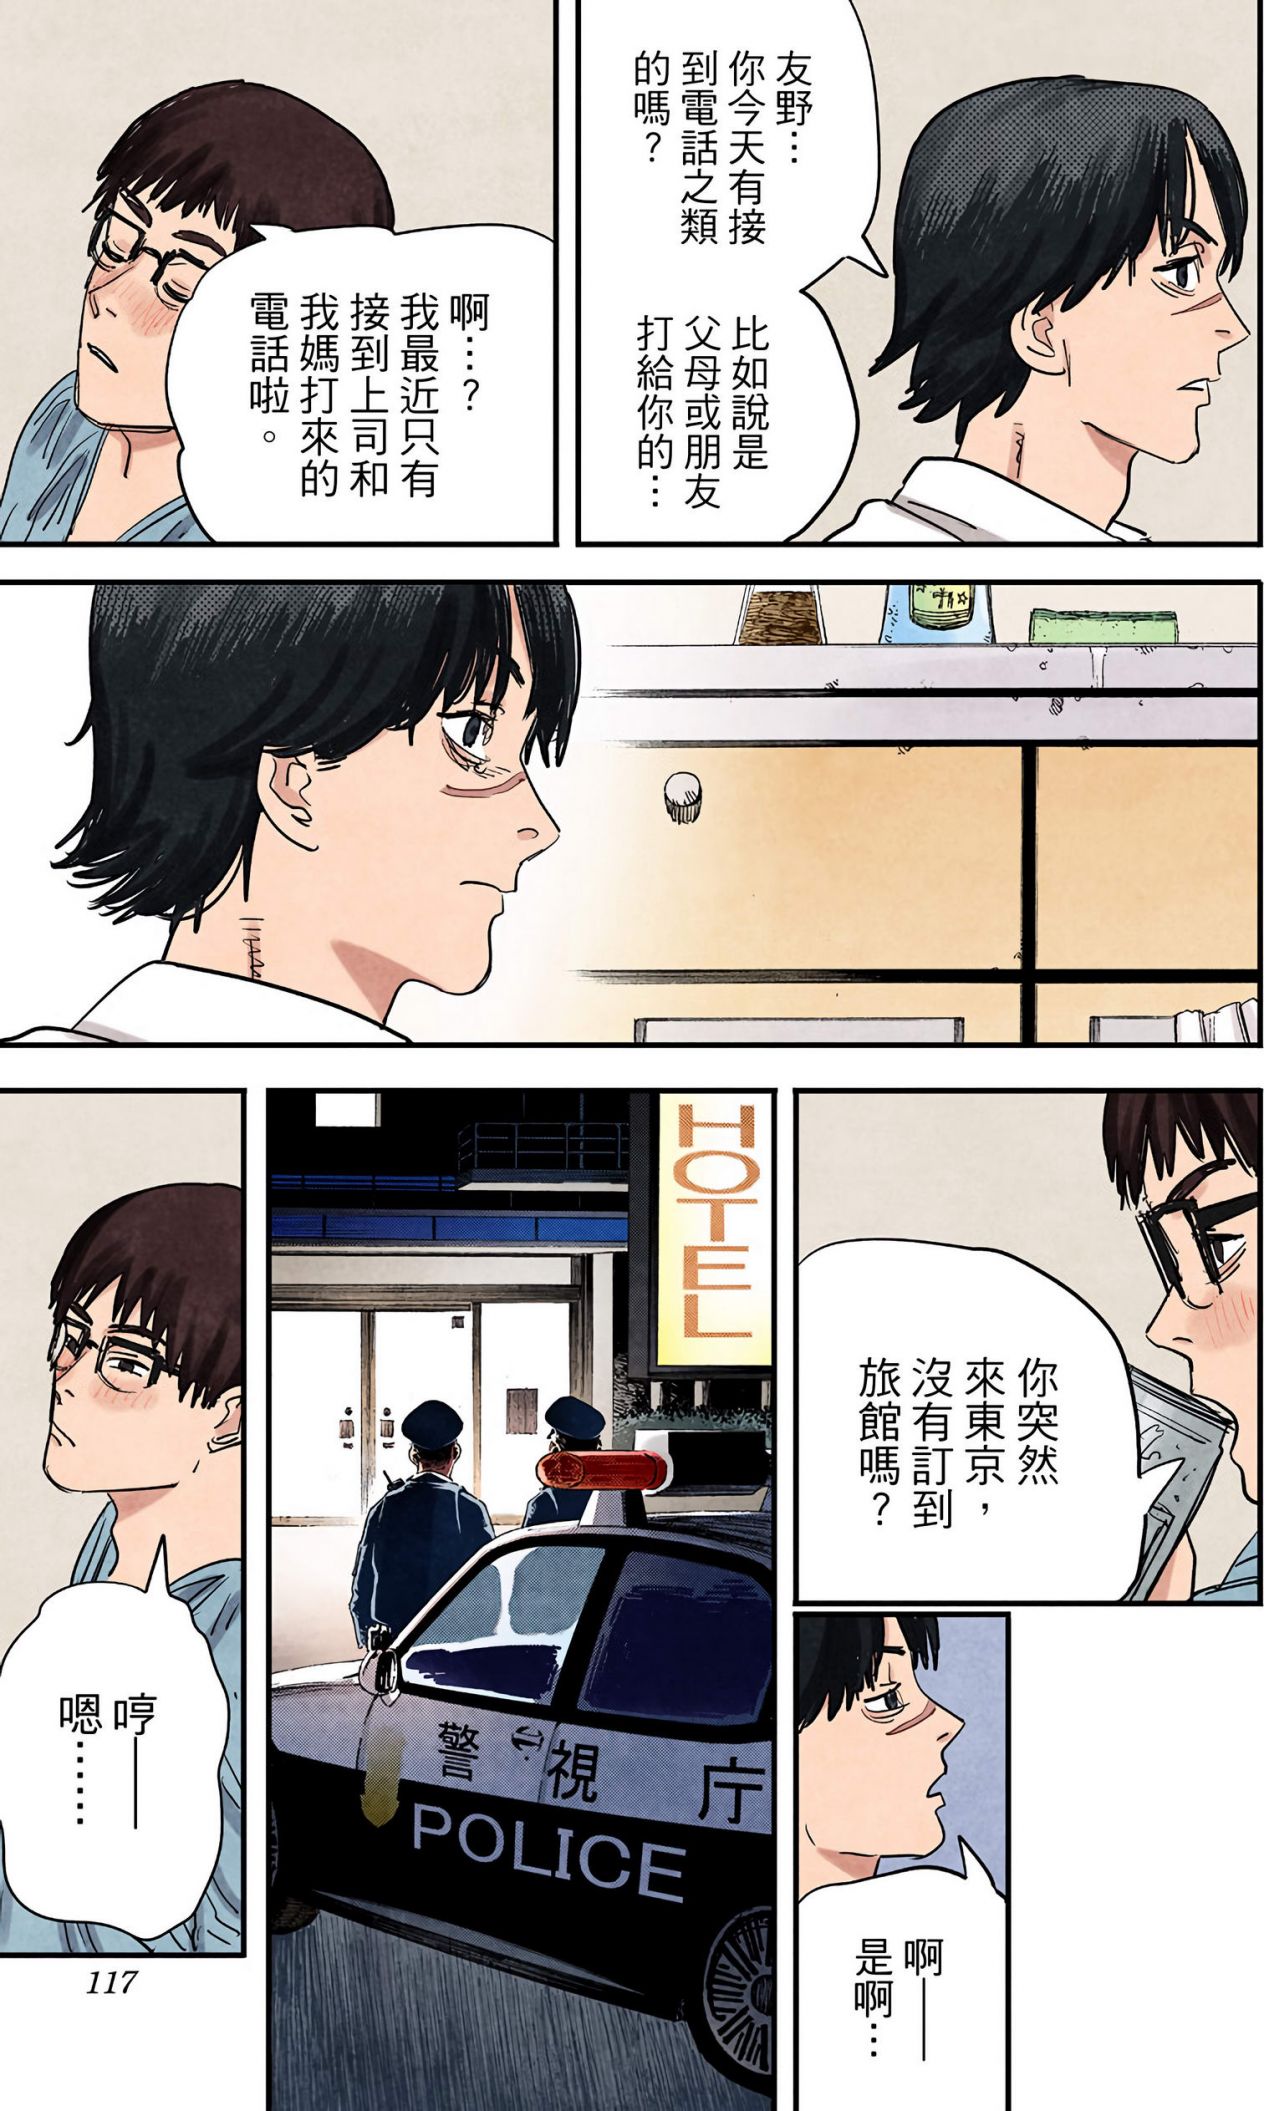 友野…
你今天有接
到電話之類
的嗎？
比如說是
父母或朋友
打給你的…
啊…？
我最近只有
接到上司和
我媽打來的
電話啦。
你突然
來東京，
沒有訂到
旅館嗎？
啊——
是啊…
HOTEL
警視庁
POLICE
哼——
嗯……
117